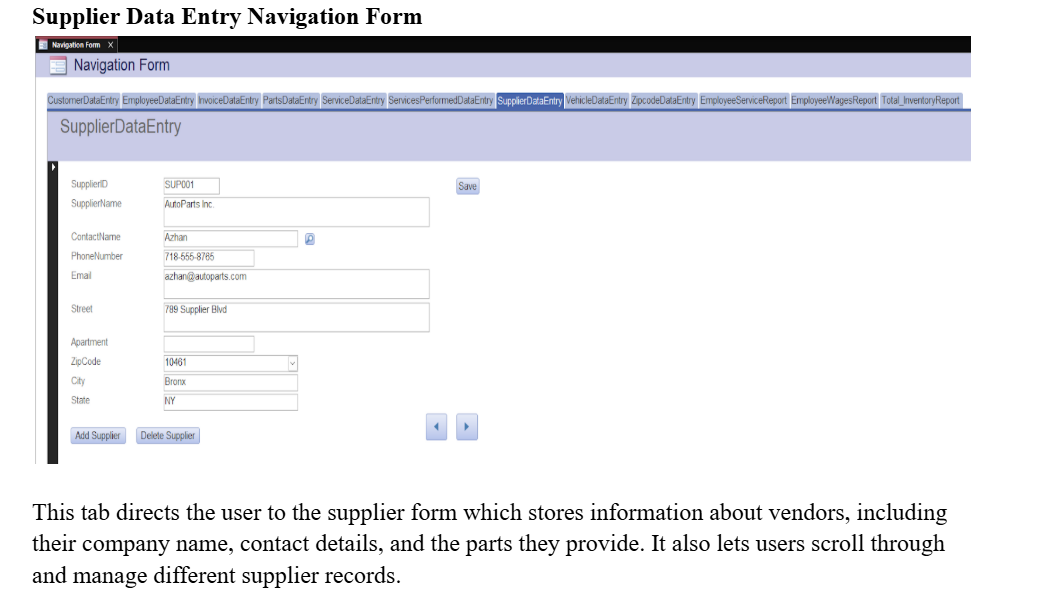 Supplier Data Entry Navigation Form
Navigation Form X
Navigation Form
CustomerDataEntry EmployeeDataEntry InvoiceDataEntry PartsDataEntry ServiceDataEntry ServicesPerformedDataEntry SupplierDataEntry VehicleDataEntry ZipcodeDataEntry EmployeeServiceReport EmployeeWagesReport Total_InventoryReport
SupplierDataEntry
SupplierID SUP001 Save
SupplierName AutoParts Inc.
ContactName Azhan
PhoneNumber 718-555-8765
Email azhan@autoparts.com
Street 789 Supplier Blvd
Apartment
ZipCode 10461
City Bronx
State NY
Add Supplier Delete Supplier
This tab directs the user to the supplier form which stores information about vendors, including
their company name, contact details, and the parts they provide. It also lets users scroll through
and manage different supplier records.